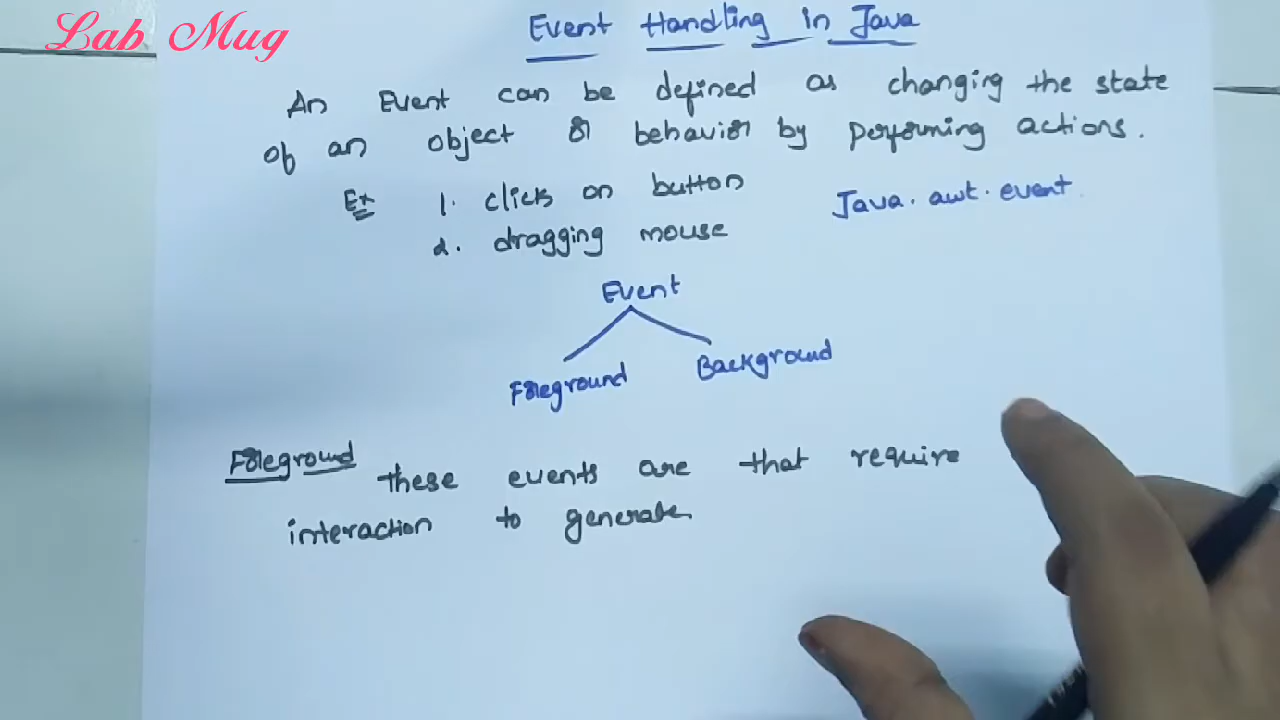 Lab Mug
Event Handling in Java
An Event can be defined as changing the state
of an object or behavior by performing actions.
Ex 1. clicks on button
Java.awt.event
2. dragging mouse
Event
Foreground Background
Foreground these events are that require
interaction to generate